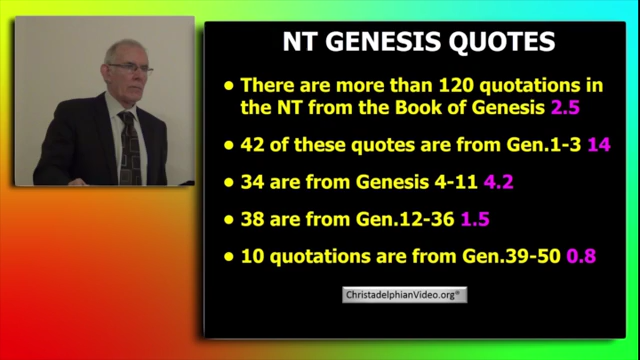 NT GENESIS QUOTES
• There are more than 120 quotations in
the NT from the Book of Genesis 2.5
• 42 of these quotes are from Gen.1-3 14
• 34 are from Genesis 4-11 4.2
• 38 are from Gen.12-36 1.5
• 10 quotations are from Gen.39-50 0.8
ChristadelphianVideo.org®